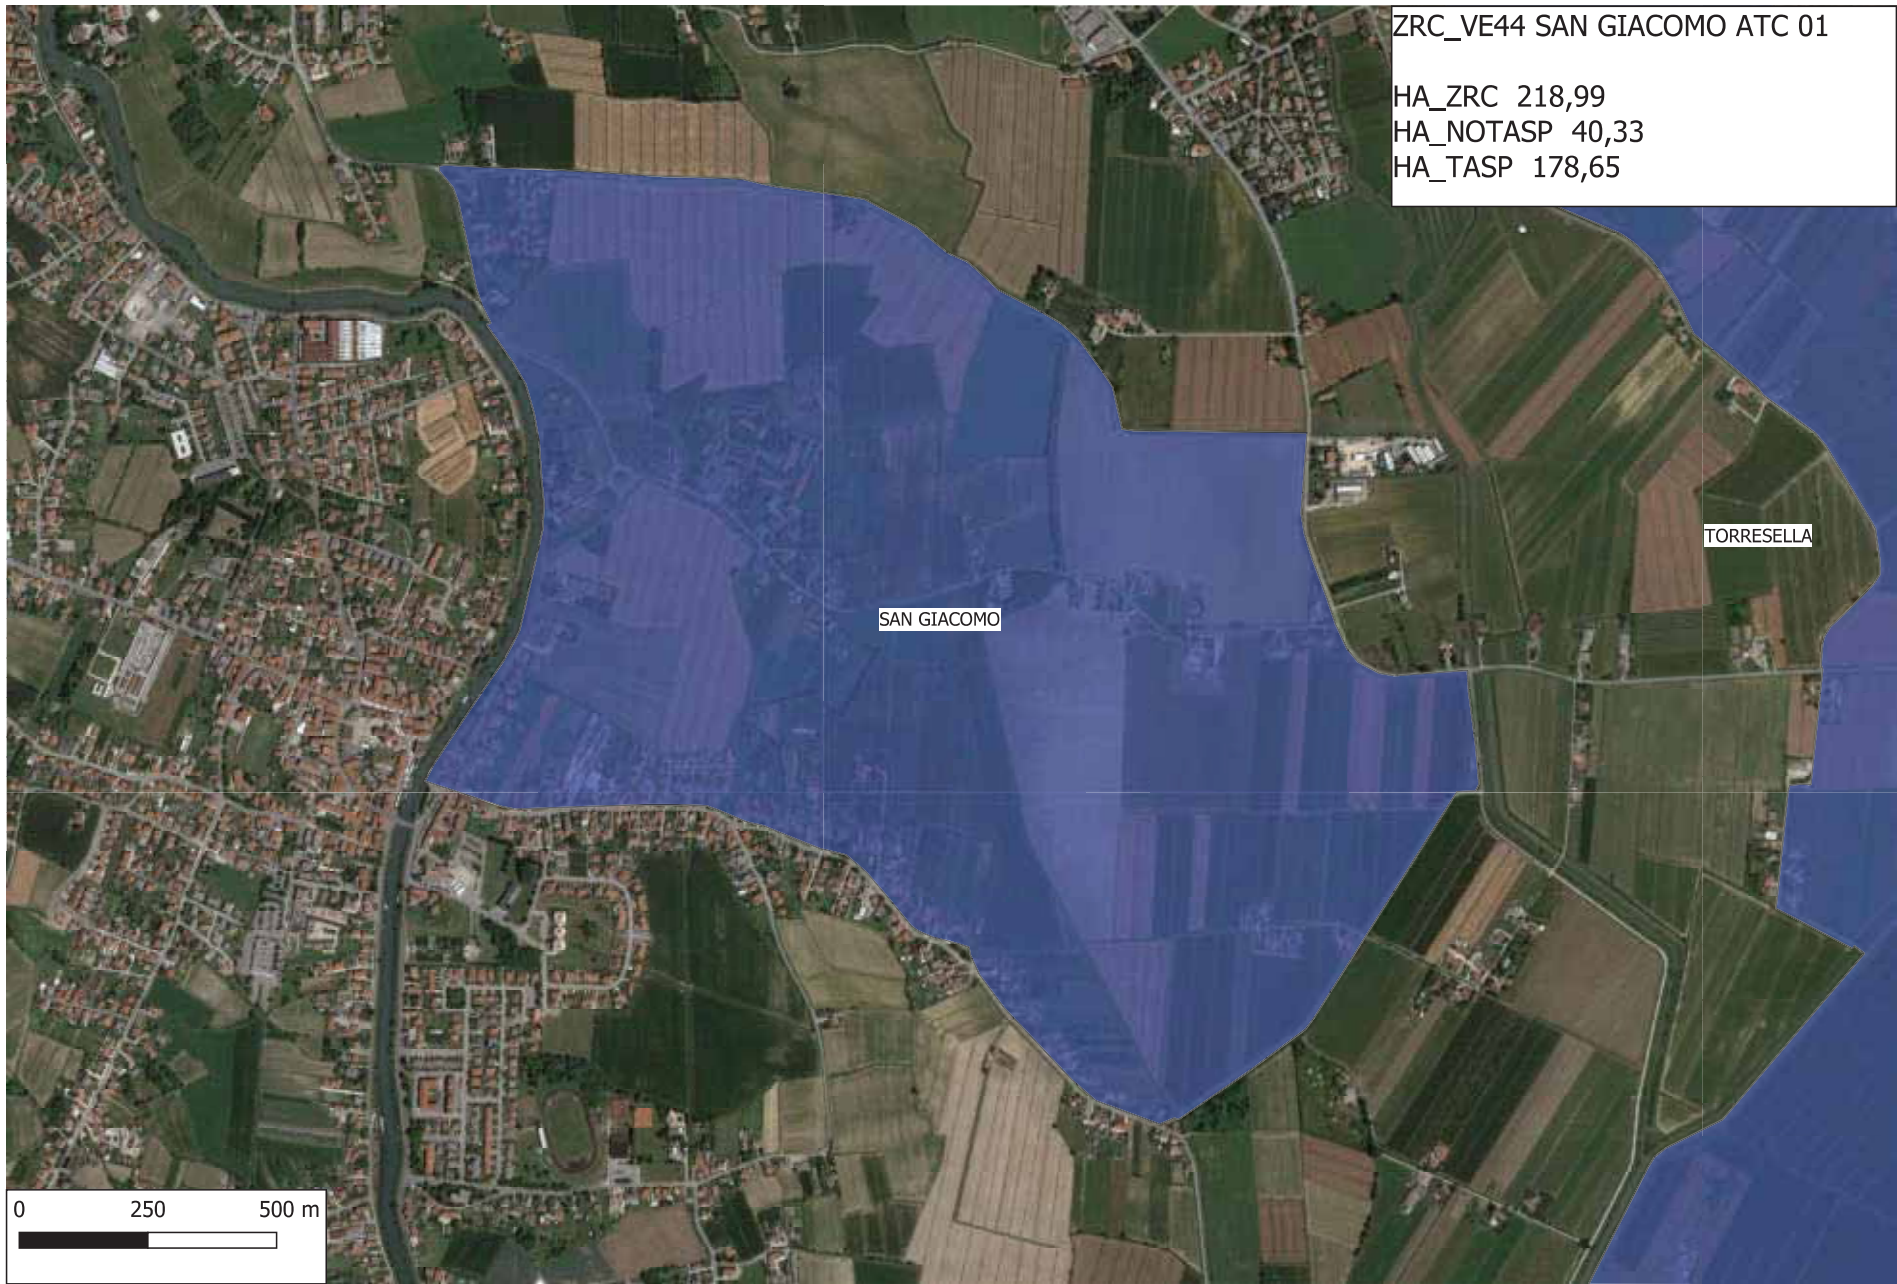 ZRC_VE44 SAN GIACOMO ATC 01
HA_ZRC 218,99
HA_NOTASP 40,33
HA_TASP 178,65
TORRESELLA
SAN GIACOMO
0 250 500 m